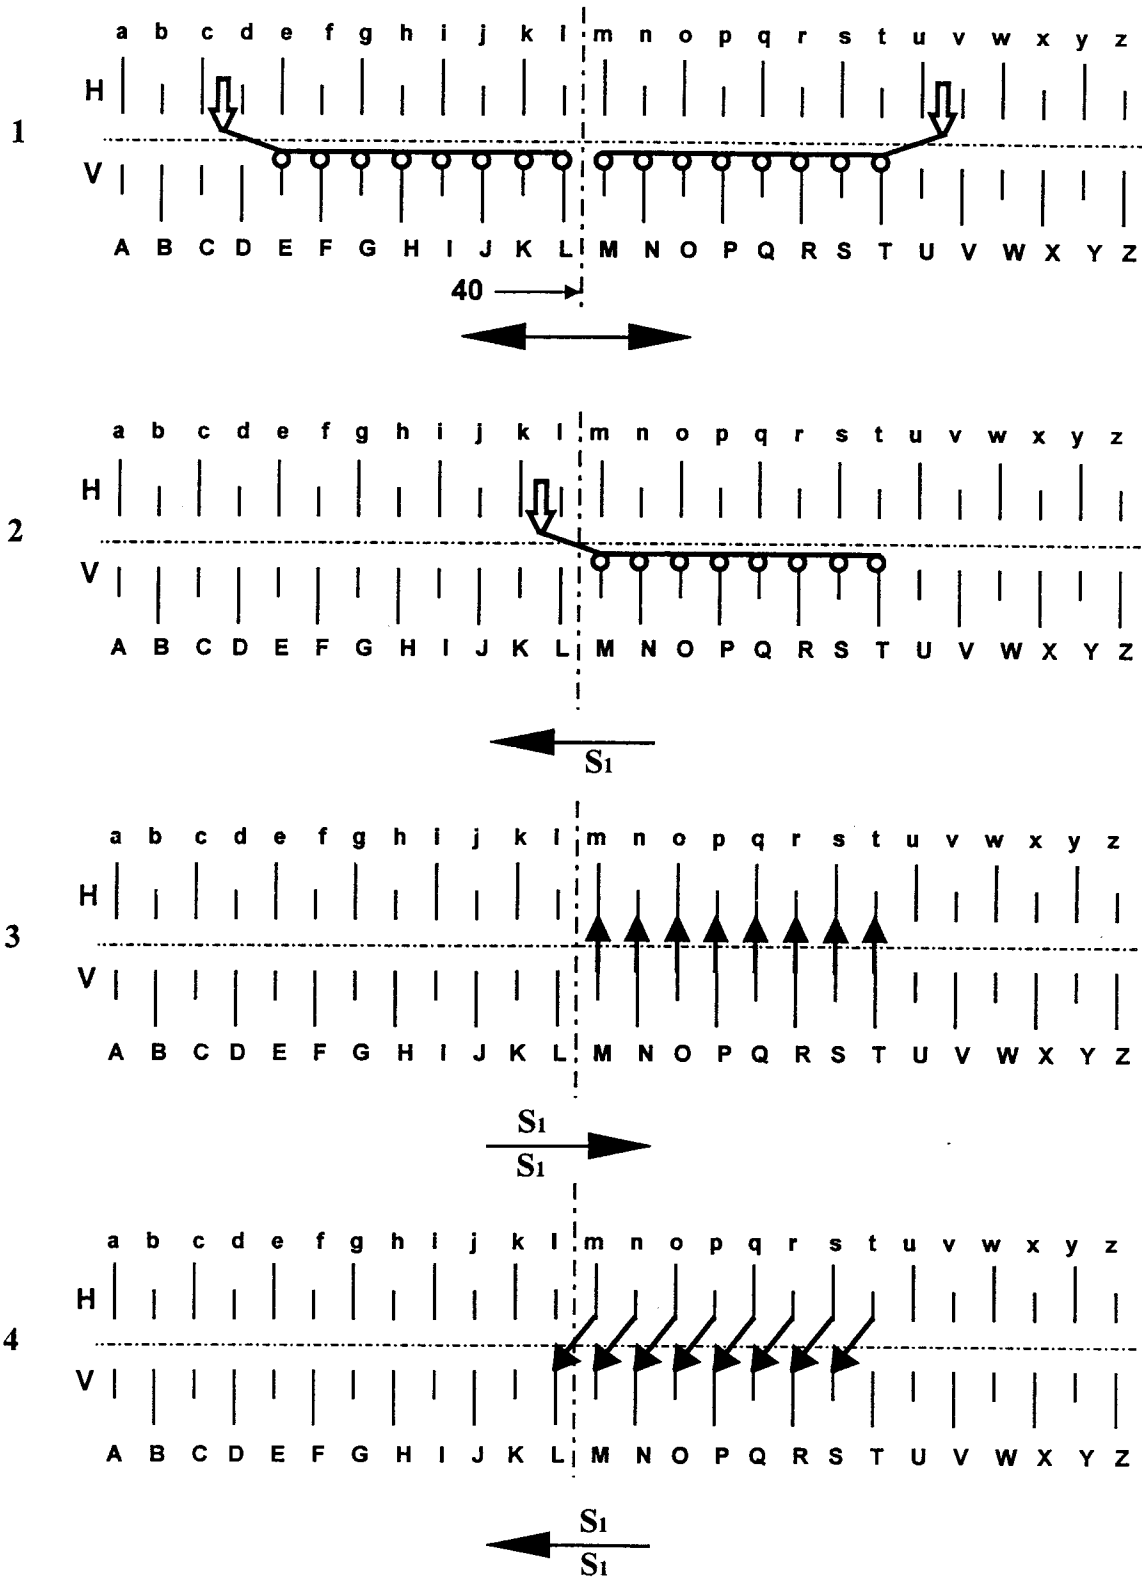 a b c d e f g h i j k l m n o p q r s t u v w x y z
H
1
V
A B C D E F G H I J K L M N O P Q R S T U V W X Y Z
40
a b c d e f g h i j k l m n o p q r s t u v w x y z
H
2
V
A B C D E F G H I J K L M N O P Q R S T U V W X Y Z
S1
a b c d e f g h i j k l m n o p q r s t u v w x y z
H
3
V
A B C D E F G H I J K L M N O P Q R S T U V W X Y Z
S1
S1
a b c d e f g h i j k l m n o p q r s t u v w x y z
H
4
V
A B C D E F G H I J K L M N O P Q R S T U V W X Y Z
S1
S1